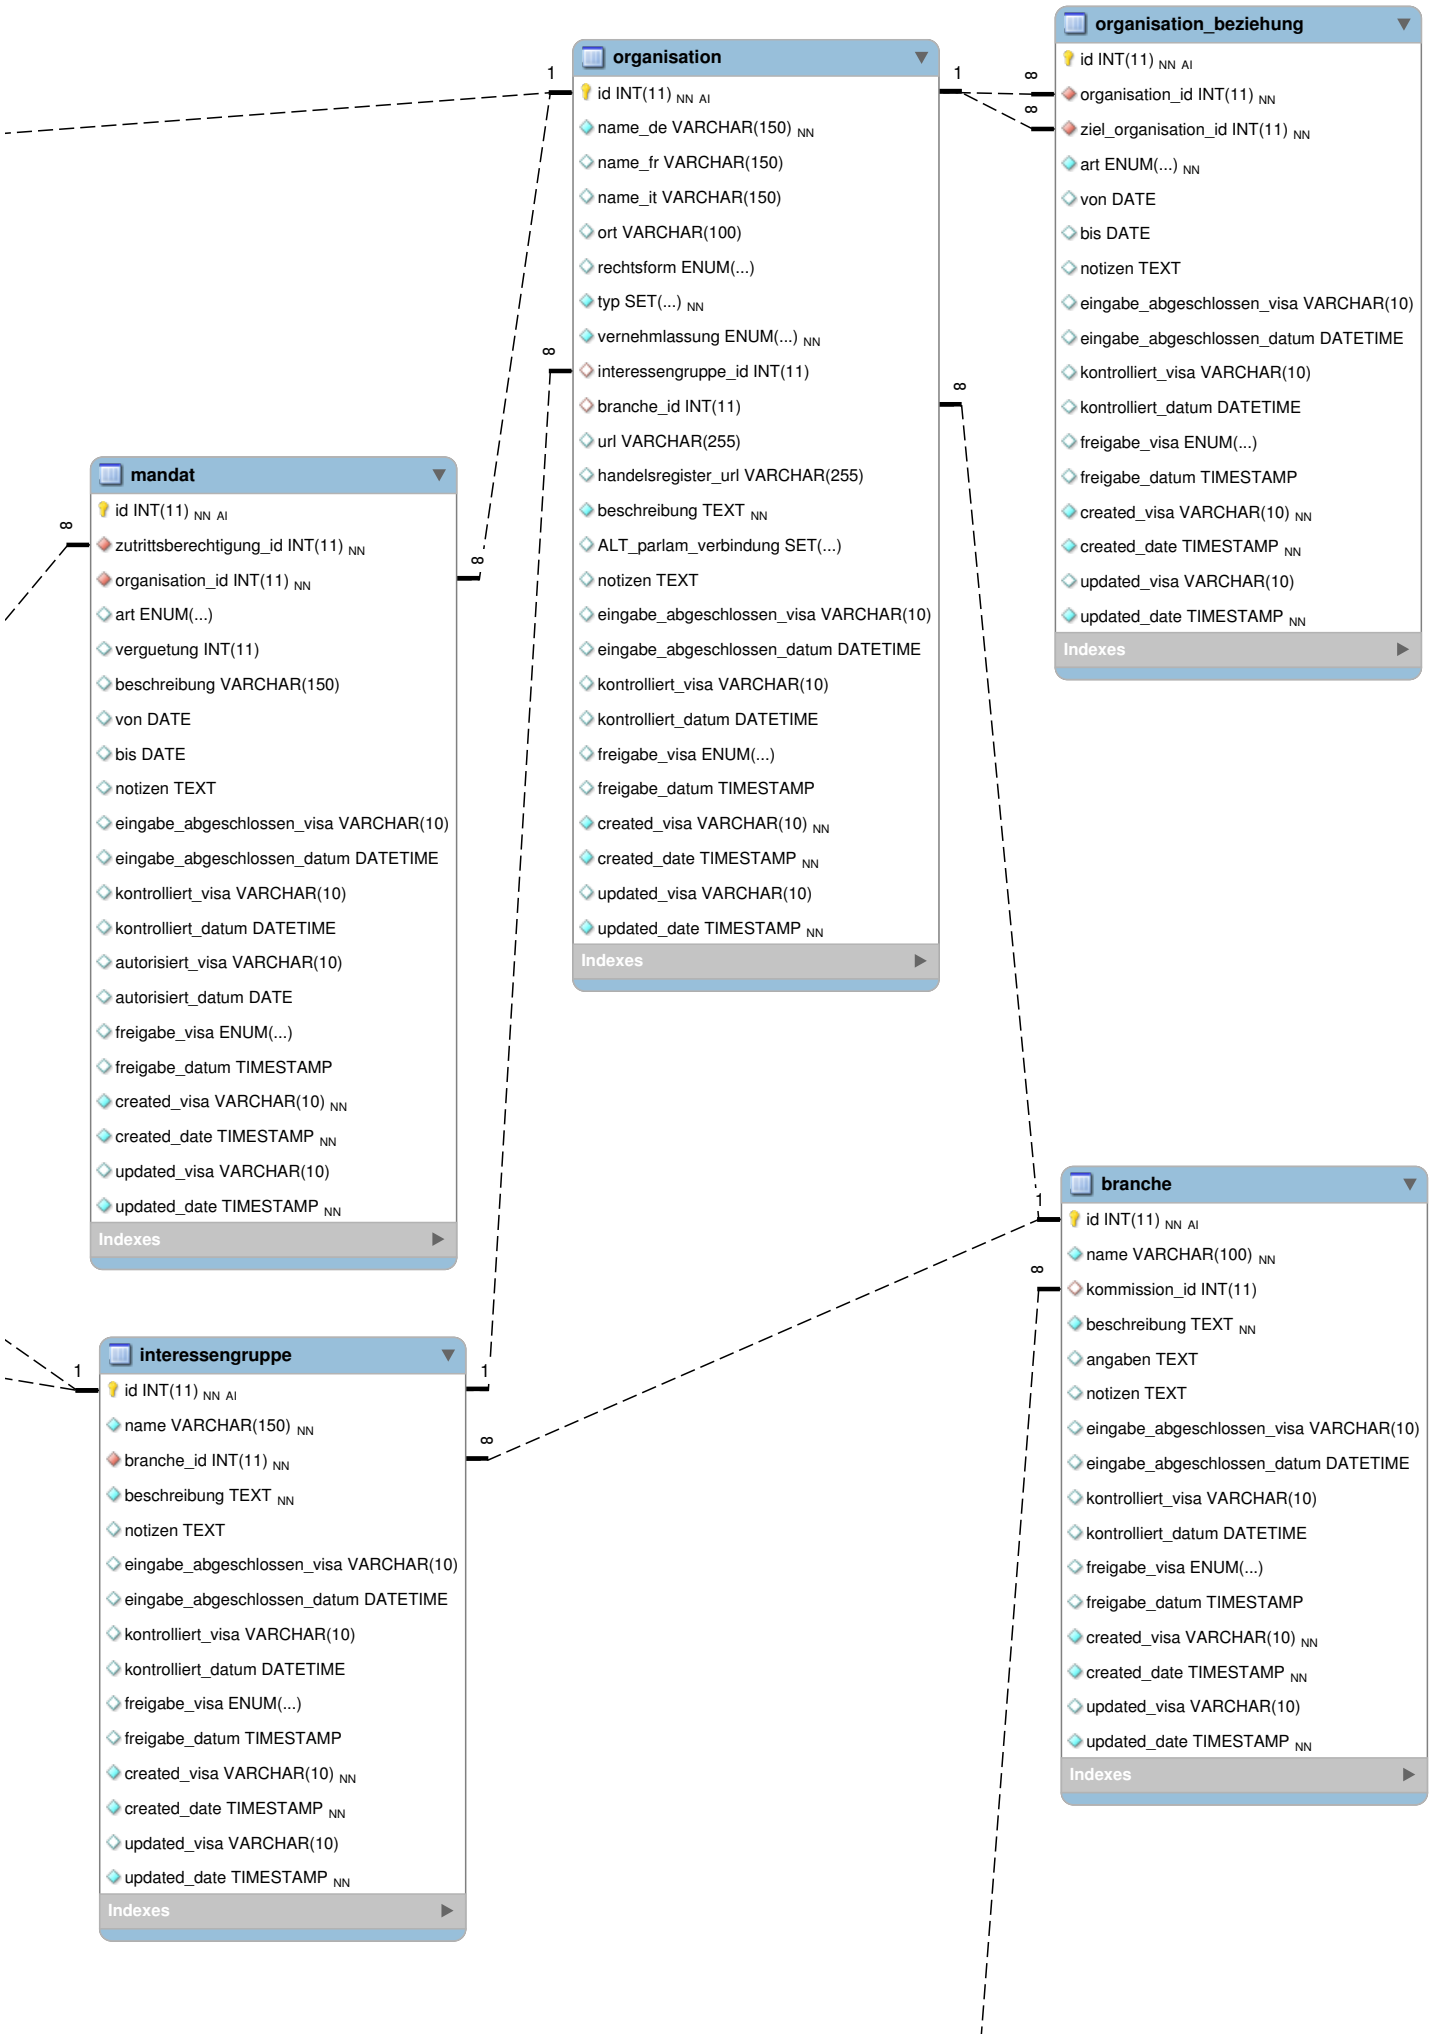 organisation_beziehung
id INT(11) NN AI
organisation_id INT(11) NN
ziel_organisation_id INT(11) NN
art ENUM(...) NN
von DATE
bis DATE
notizen TEXT
eingabe_abgeschlossen_visa VARCHAR(10)
eingabe_abgeschlossen_datum DATETIME
kontrolliert_visa VARCHAR(10)
kontrolliert_datum DATETIME
freigabe_visa ENUM(...)
freigabe_datum TIMESTAMP
created_visa VARCHAR(10) NN
created_date TIMESTAMP NN
updated_visa VARCHAR(10)
updated_date TIMESTAMP NN
Indexes
organisation
id INT(11) NN AI
name_de VARCHAR(150) NN
name_fr VARCHAR(150)
name_it VARCHAR(150)
ort VARCHAR(100)
rechtsform ENUM(...)
typ SET(...) NN
vernehmlassung ENUM(...) NN
interessengruppe_id INT(11)
branche_id INT(11)
url VARCHAR(255)
handelsregister_url VARCHAR(255)
beschreibung TEXT NN
ALT_parlam_verbindung SET(...)
notizen TEXT
eingabe_abgeschlossen_visa VARCHAR(10)
eingabe_abgeschlossen_datum DATETIME
kontrolliert_visa VARCHAR(10)
kontrolliert_datum DATETIME
freigabe_visa ENUM(...)
freigabe_datum TIMESTAMP
created_visa VARCHAR(10) NN
created_date TIMESTAMP NN
updated_visa VARCHAR(10)
updated_date TIMESTAMP NN
Indexes
1
1
∞
∞
∞
∞
mandat
id INT(11) NN AI
zutrittsberechtigung_id INT(11) NN
organisation_id INT(11) NN
art ENUM(...)
verguetung INT(11)
beschreibung VARCHAR(150)
von DATE
bis DATE
notizen TEXT
eingabe_abgeschlossen_visa VARCHAR(10)
eingabe_abgeschlossen_datum DATETIME
kontrolliert_visa VARCHAR(10)
kontrolliert_datum DATETIME
autorisiert_visa VARCHAR(10)
autorisiert_datum DATE
freigabe_visa ENUM(...)
freigabe_datum TIMESTAMP
created_visa VARCHAR(10) NN
created_date TIMESTAMP NN
updated_visa VARCHAR(10)
updated_date TIMESTAMP NN
Indexes
∞
∞
branche
id INT(11) NN AI
name VARCHAR(100) NN
kommission_id INT(11)
beschreibung TEXT NN
angaben TEXT
notizen TEXT
eingabe_abgeschlossen_visa VARCHAR(10)
eingabe_abgeschlossen_datum DATETIME
kontrolliert_visa VARCHAR(10)
kontrolliert_datum DATETIME
freigabe_visa ENUM(...)
freigabe_datum TIMESTAMP
created_visa VARCHAR(10) NN
created_date TIMESTAMP NN
updated_visa VARCHAR(10)
updated_date TIMESTAMP NN
Indexes
1
∞
interessengruppe
id INT(11) NN AI
name VARCHAR(150) NN
branche_id INT(11) NN
beschreibung TEXT NN
notizen TEXT
eingabe_abgeschlossen_visa VARCHAR(10)
eingabe_abgeschlossen_datum DATETIME
kontrolliert_visa VARCHAR(10)
kontrolliert_datum DATETIME
freigabe_visa ENUM(...)
freigabe_datum TIMESTAMP
created_visa VARCHAR(10) NN
created_date TIMESTAMP NN
updated_visa VARCHAR(10)
updated_date TIMESTAMP NN
Indexes
1
1
∞